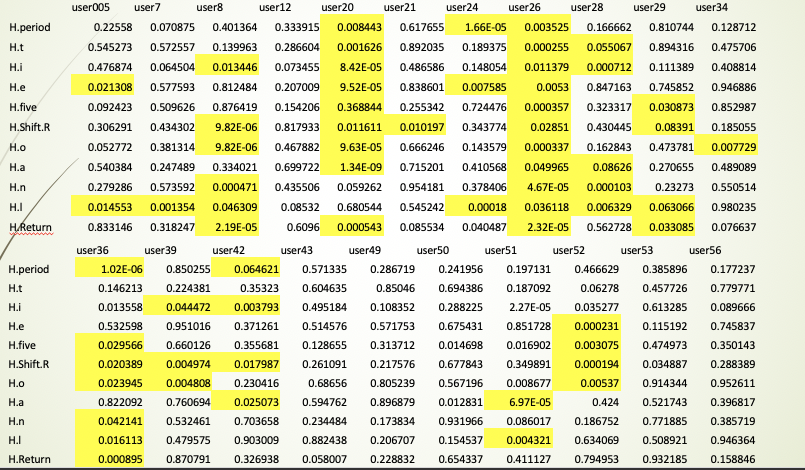 user005 user7 user8 user12 user20 user21 user24 user26 user28 user29 user34
H.period 0.22558 0.070875 0.401364 0.333915 0.008443 0.617655 1.66E-05 0.003525 0.166662 0.810744 0.128712
H.t 0.545273 0.572557 0.139963 0.286604 0.001626 0.892035 0.189375 0.000255 0.055067 0.894316 0.475706
H.i 0.476874 0.064504 0.013446 0.073455 8.42E-05 0.486586 0.148054 0.011379 0.000712 0.111389 0.408814
H.e 0.021308 0.577593 0.812484 0.207009 9.52E-05 0.838601 0.007585 0.0053 0.847163 0.745852 0.946886
H.five 0.092423 0.509626 0.876419 0.154206 0.368844 0.255342 0.724476 0.000357 0.323317 0.030873 0.852987
H.Shift.R 0.306291 0.434302 9.82E-06 0.817933 0.011611 0.010197 0.343774 0.02851 0.430445 0.08391 0.185055
H.o 0.052772 0.381314 9.82E-06 0.467882 9.63E-05 0.666246 0.143579 0.000337 0.162843 0.473781 0.007729
H.a 0.540384 0.247489 0.334021 0.699722 1.34E-09 0.715201 0.410568 0.049965 0.08626 0.270655 0.489089
H.n 0.279286 0.573592 0.000471 0.435506 0.059262 0.954181 0.378406 4.67E-05 0.000103 0.23273 0.550514
H.l 0.014553 0.001354 0.046309 0.08532 0.680544 0.545242 0.00018 0.036118 0.006329 0.063066 0.980235
H.Return 0.833146 0.318247 2.19E-05 0.6096 0.000543 0.085534 0.040487 2.32E-05 0.562728 0.033085 0.076637
user36 user39 user42 user43 user49 user50 user51 user52 user53 user56
H.period 1.02E-06 0.850255 0.064621 0.571335 0.286719 0.241956 0.197131 0.466629 0.385896 0.177237
H.t 0.146213 0.224381 0.35323 0.604635 0.85046 0.694386 0.187092 0.06278 0.457726 0.779771
H.i 0.013558 0.044472 0.003793 0.495184 0.108352 0.288225 2.27E-05 0.035277 0.613285 0.089666
H.e 0.532598 0.951016 0.371261 0.514576 0.571753 0.675431 0.851728 0.000231 0.115192 0.745837
H.five 0.029566 0.660126 0.355681 0.128655 0.313712 0.014698 0.016902 0.003075 0.474973 0.350143
H.Shift.R 0.020389 0.004974 0.017987 0.261091 0.217576 0.677843 0.349891 0.000194 0.034887 0.288389
H.o 0.023945 0.004808 0.230416 0.68656 0.805239 0.567196 0.008677 0.00537 0.914344 0.952611
H.a 0.822092 0.760694 0.025073 0.594762 0.896879 0.012831 6.97E-05 0.424 0.521743 0.396817
H.n 0.042141 0.532461 0.703658 0.234484 0.173834 0.931966 0.086017 0.186752 0.771885 0.385719
H.l 0.016113 0.479575 0.903009 0.882438 0.206707 0.154537 0.004321 0.634069 0.508921 0.946364
H.Return 0.000895 0.870791 0.326938 0.058007 0.228832 0.654337 0.411127 0.794953 0.932185 0.158846